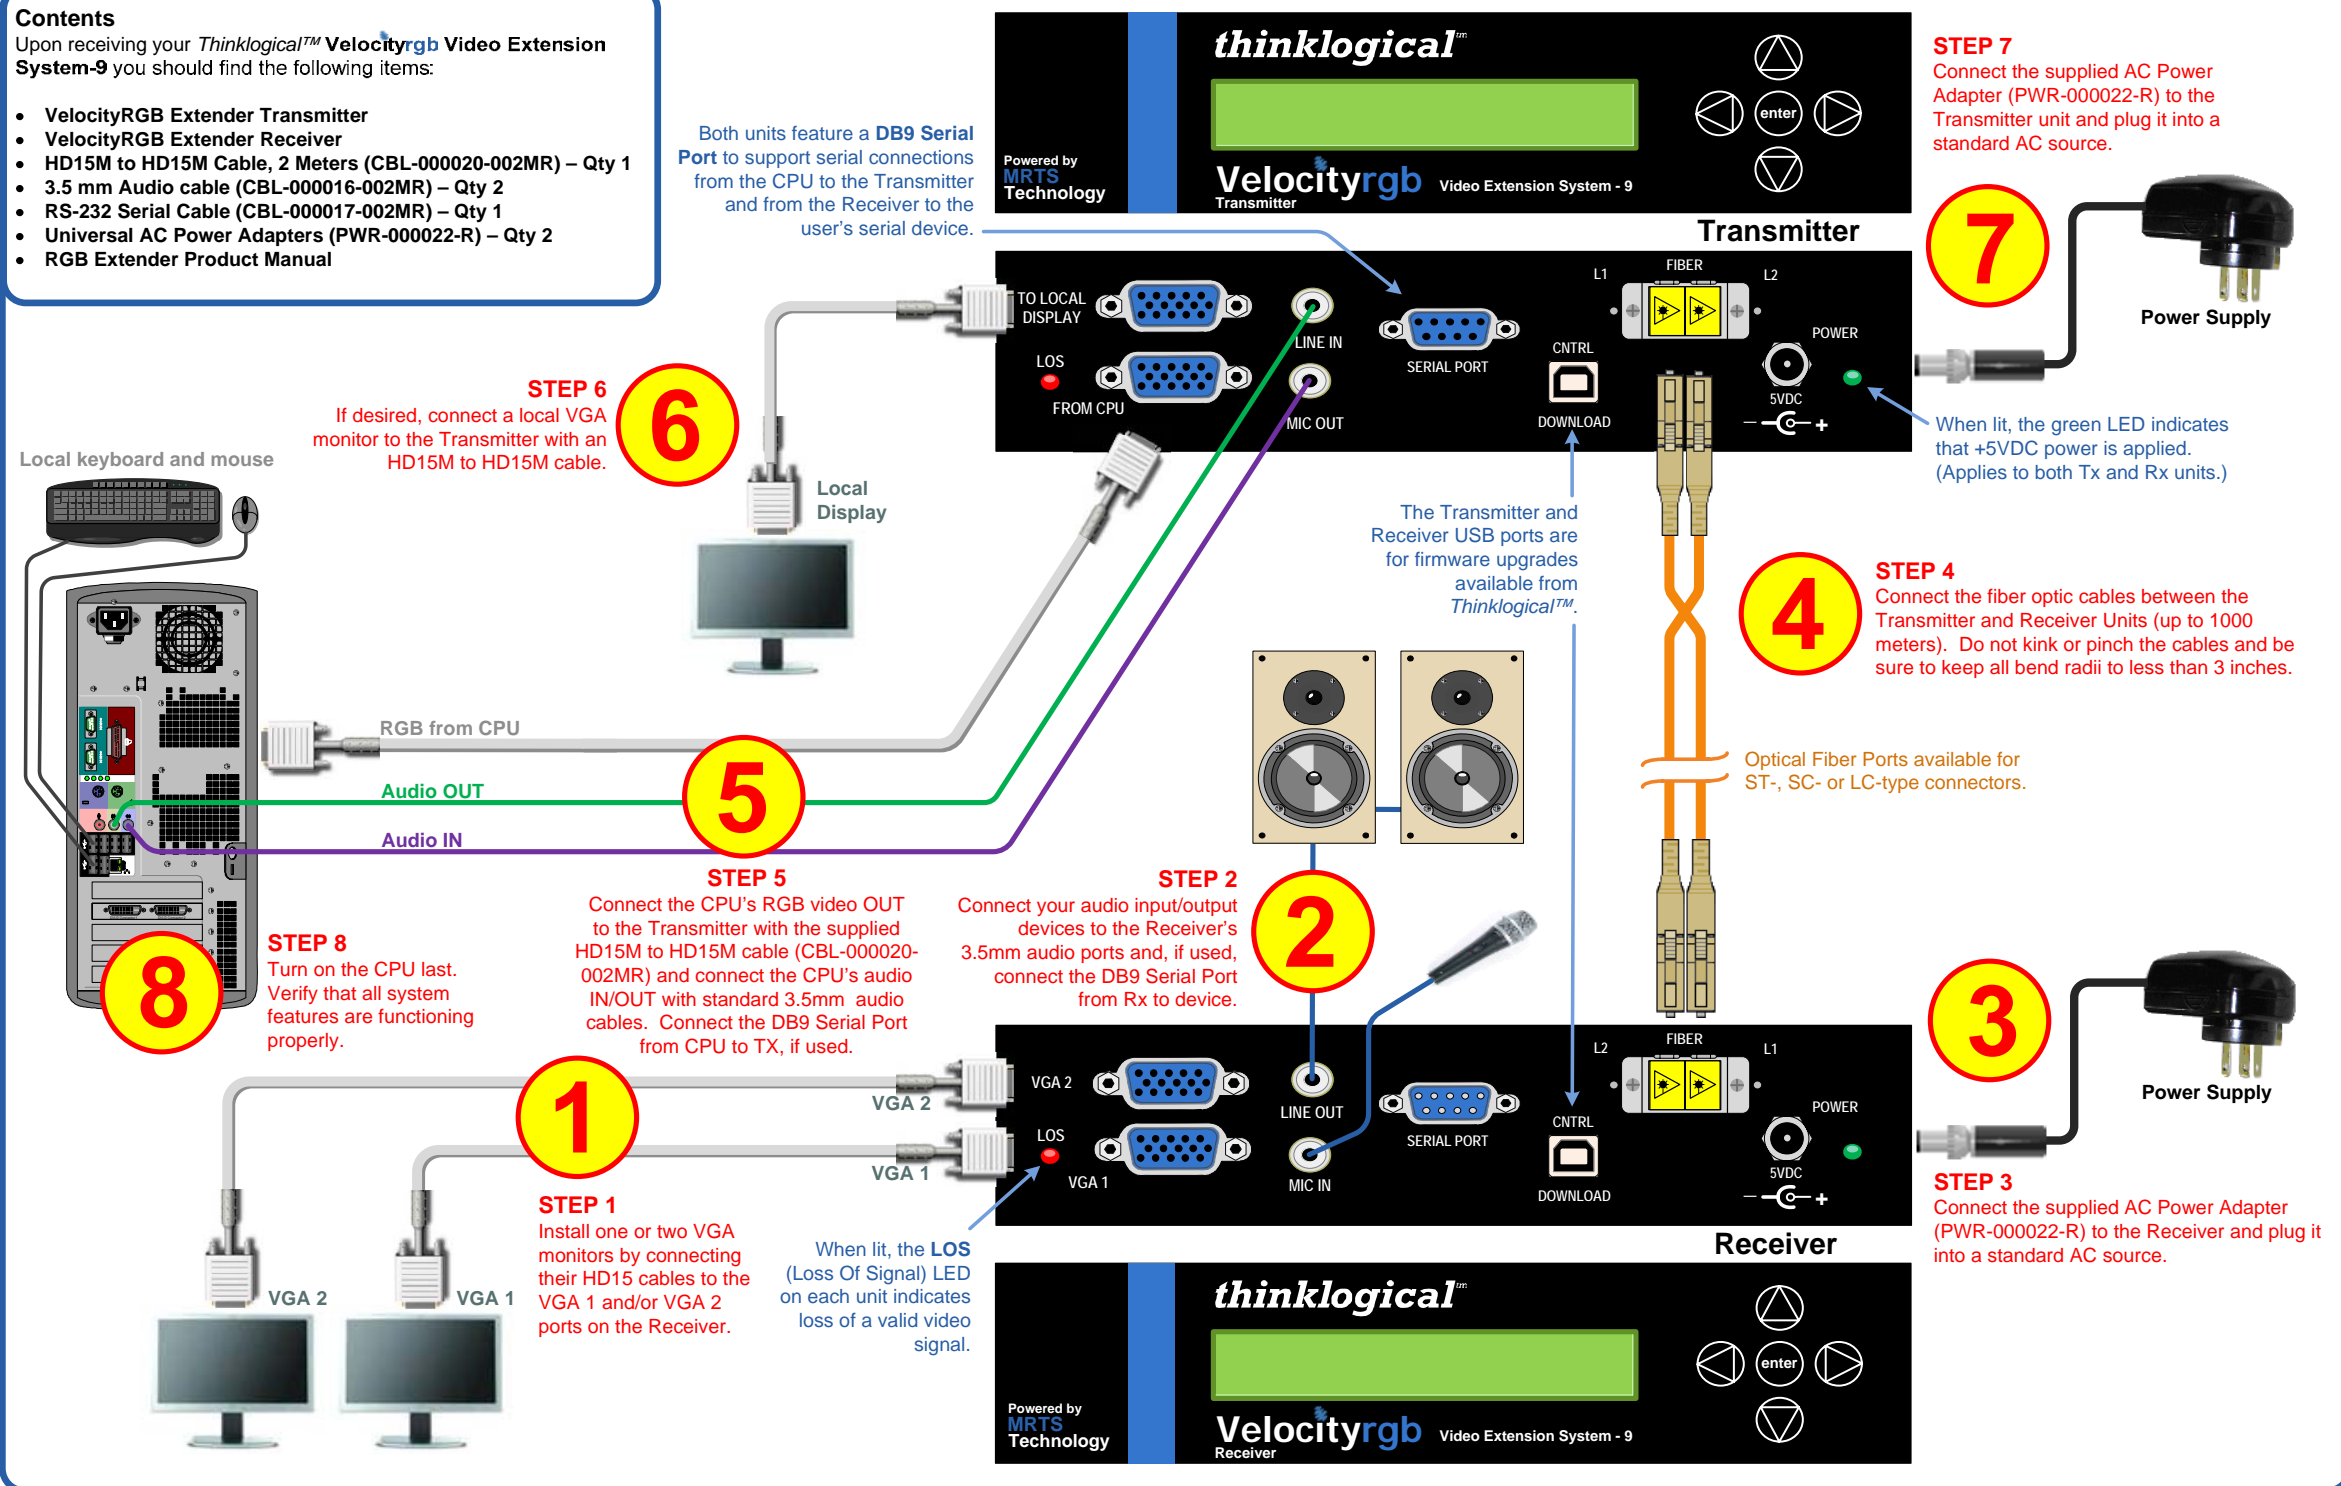 Contents
Upon receiving your Thinklogical™ Velocityrgb Video Extension
System-9 you should find the following items:
• VelocityRGB Extender Transmitter
• VelocityRGB Extender Receiver
• HD15M to HD15M Cable, 2 Meters (CBL-000020-002MR) – Qty 1
• 3.5 mm Audio cable (CBL-000016-002MR) – Qty 2
• RS-232 Serial Cable (CBL-000017-002MR) – Qty 1
• Universal AC Power Adapters (PWR-000022-R) – Qty 2
• RGB Extender Product Manual
Both units feature a DB9 Serial
Port to support serial connections
from the CPU to the Transmitter
and from the Receiver to the
user's serial device.
thinklogical™
enter
Powered by
MRTS
Technology
Velocityrgb Video Extension System - 9
Transmitter
STEP 7
Connect the supplied AC Power
Adapter (PWR-000022-R) to the
Transmitter unit and plug it into a
standard AC source.
7
Power Supply
Transmitter
TO LOCAL
DISPLAY
LOS
FROM CPU
LINE IN
MIC OUT
SERIAL PORT
CNTRL
DOWNLOAD
L1
FIBER
L2
POWER
5VDC
− +
When lit, the green LED indicates
that +5VDC power is applied.
(Applies to both Tx and Rx units.)
STEP 6
If desired, connect a local VGA
monitor to the Transmitter with an
HD15M to HD15M cable.
6
Local
Display
Local keyboard and mouse
The Transmitter and
Receiver USB ports are
for firmware upgrades
available from
Thinklogical™.
4
STEP 4
Connect the fiber optic cables between the
Transmitter and Receiver Units (up to 1000
meters).  Do not kink or pinch the cables and be
sure to keep all bend radii to less than 3 inches.
Optical Fiber Ports available for
ST-, SC- or LC-type connectors.
RGB from CPU
Audio OUT
Audio IN
5
STEP 5
Connect the CPU's RGB video OUT
to the Transmitter with the supplied
HD15M to HD15M cable (CBL-000020-
002MR) and connect the CPU's audio
IN/OUT with standard 3.5mm  audio
cables.  Connect the DB9 Serial Port
from CPU to TX, if used.
STEP 2
Connect your audio input/output
devices to the Receiver's
3.5mm audio ports and, if used,
connect the DB9 Serial Port
from Rx to device.
2
8
STEP 8
Turn on the CPU last.
Verify that all system
features are functioning
properly.
3
Power Supply
STEP 3
Connect the supplied AC Power Adapter
(PWR-000022-R) to the Receiver and plug it
into a standard AC source.
1
STEP 1
Install one or two VGA
monitors by connecting
their HD15 cables to the
VGA 1 and/or VGA 2
ports on the Receiver.
VGA 2
VGA 1
VGA 2
VGA 1
VGA 2
LOS
VGA 1
LINE OUT
MIC IN
SERIAL PORT
CNTRL
DOWNLOAD
L2
FIBER
L1
POWER
5VDC
− +
When lit, the LOS
(Loss Of Signal) LED
on each unit indicates
loss of a valid video
signal.
Receiver
thinklogical™
enter
Powered by
MRTS
Technology
Velocityrgb Video Extension System - 9
Receiver